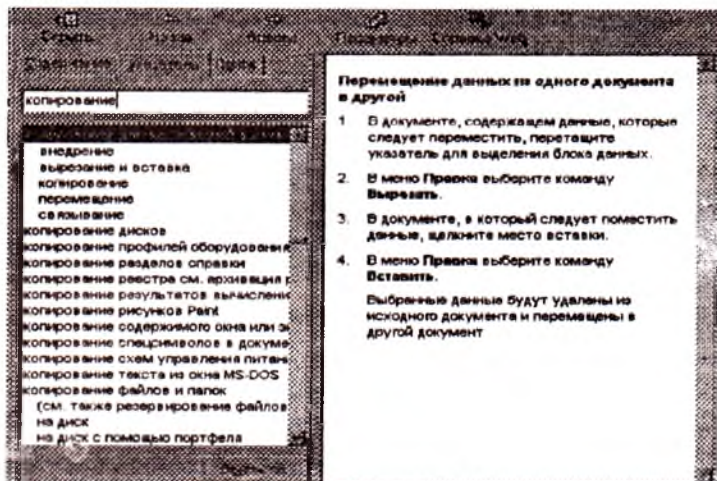 Скрыть Назад Справка Web
копирование
внедрение
вырезание и вставка
копирование
перемещение
связывание
копирование дисков
копирование профилей оборудования
копирование разделов справки
копирование реестра см. архивация
копирование результатов вычислени
копирование рисунков Paint
копирование содержимого окна или
копирование спецсимволов в докуме
копирование схем управления питан
копирование текста из окна MS-DOS
копирование файлов и папок
(см. также резервирование файлов
на диск
на диск с помощью портфеля
Перемещение данных из одного документа
в другой
1 В документе, содержащем данные, которые
следует переместить, перетащите
указатель для выделения блока данных.
2. В меню Правка выберите команду
Вырезать.
3. В документе, в который следует поместить
данные, щелкните место вставки.
4. В меню Правка выберите команду
Вставить.
Выбранные данные будут удалены из
исходного документа и перемещены в
другой документ